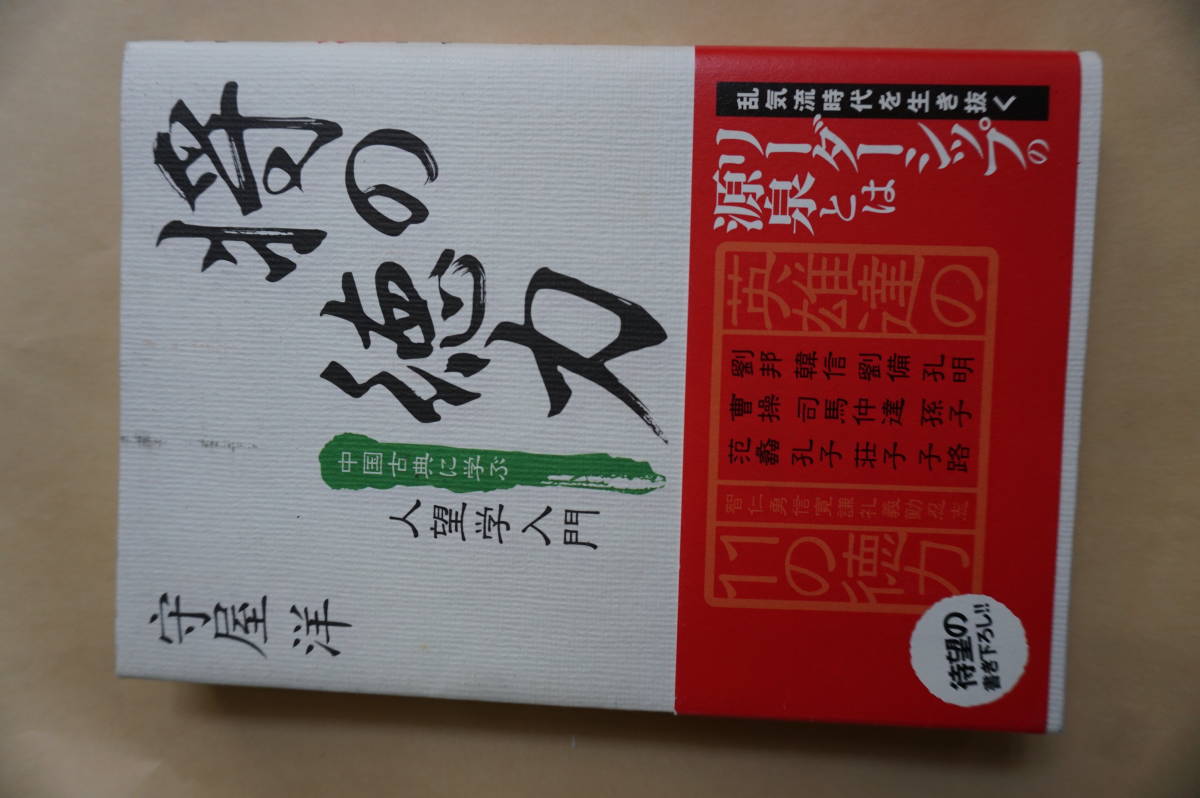 将の徳力
中国古典に学ぶ
人望学入門
守屋洋
乱気流時代を生き抜く
リーダーシップの
源泉とは
英雄達の
劉邦 韓信 劉備 孔明
曹操 司馬仲達 孫子
范蠡 孔子 荘子 子路
智仁勇信寛謙礼義勤忍志
11の徳力
待望の
書き下ろし!!